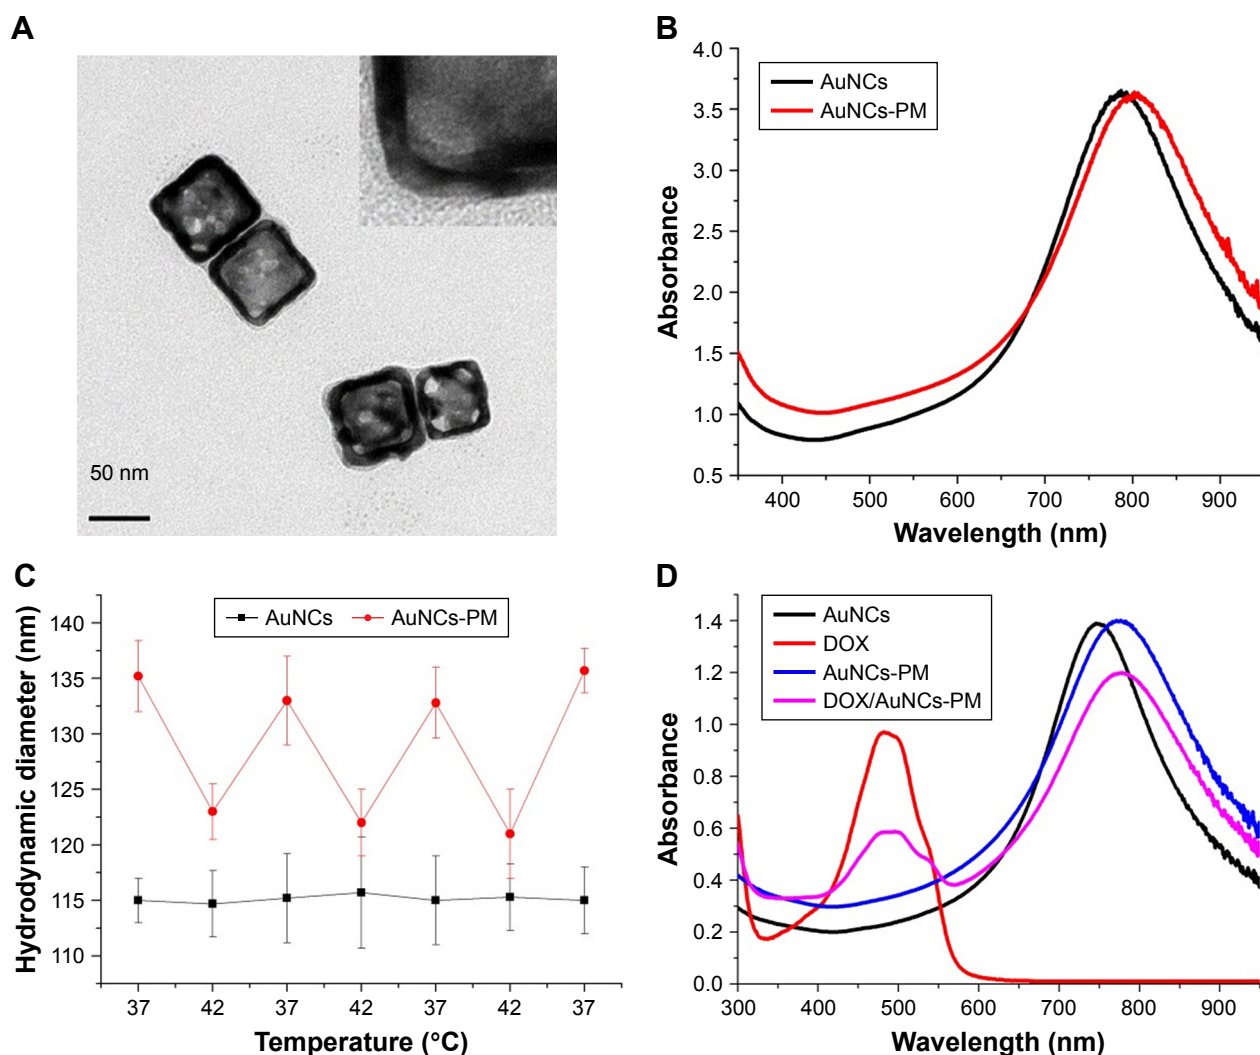 A
50 nm
B
AuNCs
AuNCs-PM
4.0
3.5
3.0
2.5
2.0
1.5
1.0
0.5
Absorbance
400 500 600 700 800 900
Wavelength (nm)
C
AuNCs AuNCs-PM
140
135
130
125
120
115
110
Hydrodynamic diameter (nm)
37 42 37 42 37 42 37
Temperature (°C)
D
AuNCs
DOX
AuNCs-PM
DOX/AuNCs-PM
1.4
1.2
1.0
0.8
0.6
0.4
0.2
0.0
Absorbance
300 400 500 600 700 800 900
Wavelength (nm)